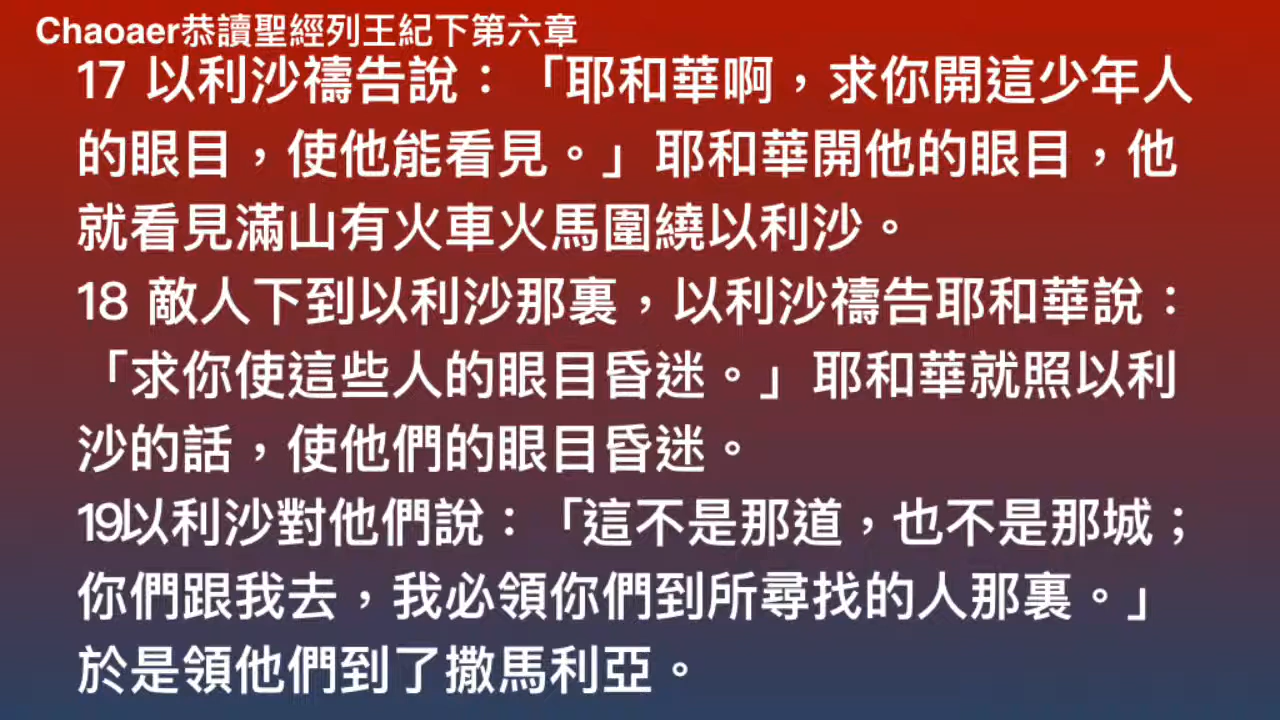 Chaoaer恭讀聖經列王紀下第六章
17 以利沙禱告說：「耶和華啊，求你開這少年人
的眼目，使他能看見。」耶和華開他的眼目，他
就看見滿山有火車火馬圍繞以利沙。
18 敵人下到以利沙那裏，以利沙禱告耶和華說：
「求你使這些人的眼目昏迷。」耶和華就照以利
沙的話，使他們的眼目昏迷。
19以利沙對他們說：「這不是那道，也不是那城；
你們跟我去，我必領你們到所尋找的人那裏。」
於是領他們到了撒馬利亞。